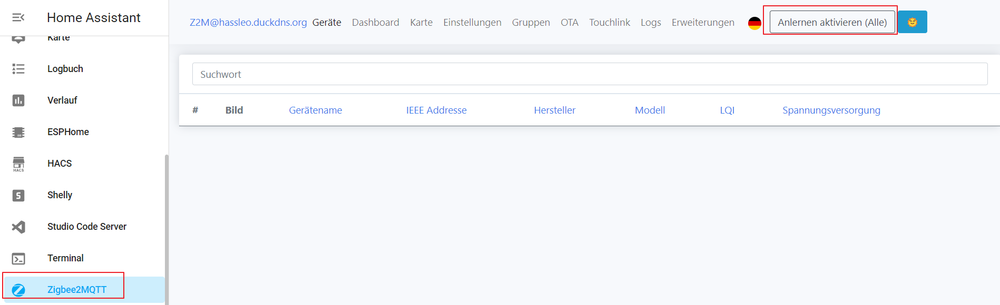 Home Assistant
Karte
Logbuch
Verlauf
ESPHome
HACS
HACS
Shelly
Studio Code Server
Terminal
Zigbee2MQTT
Z2M@hassleo.duckdns.org Geräte Dashboard Karte Einstellungen Gruppen OTA Touchlink Logs Erweiterungen Anlernen aktivieren (Alle)
Suchwort
# Bild Gerätename IEEE Addresse Hersteller Modell LQI Spannungsversorgung